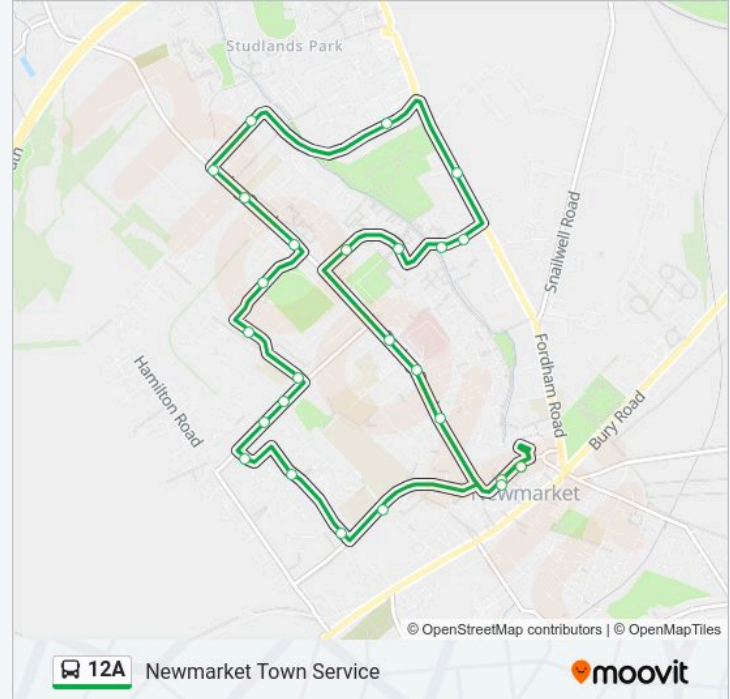 Studlands Park
Snailwell Road
Hamilton Road
Fordham Road
Bury Road
Newmarket
© OpenStreetMap contributors | © OpenMapTiles
12A Newmarket Town Service
moovit